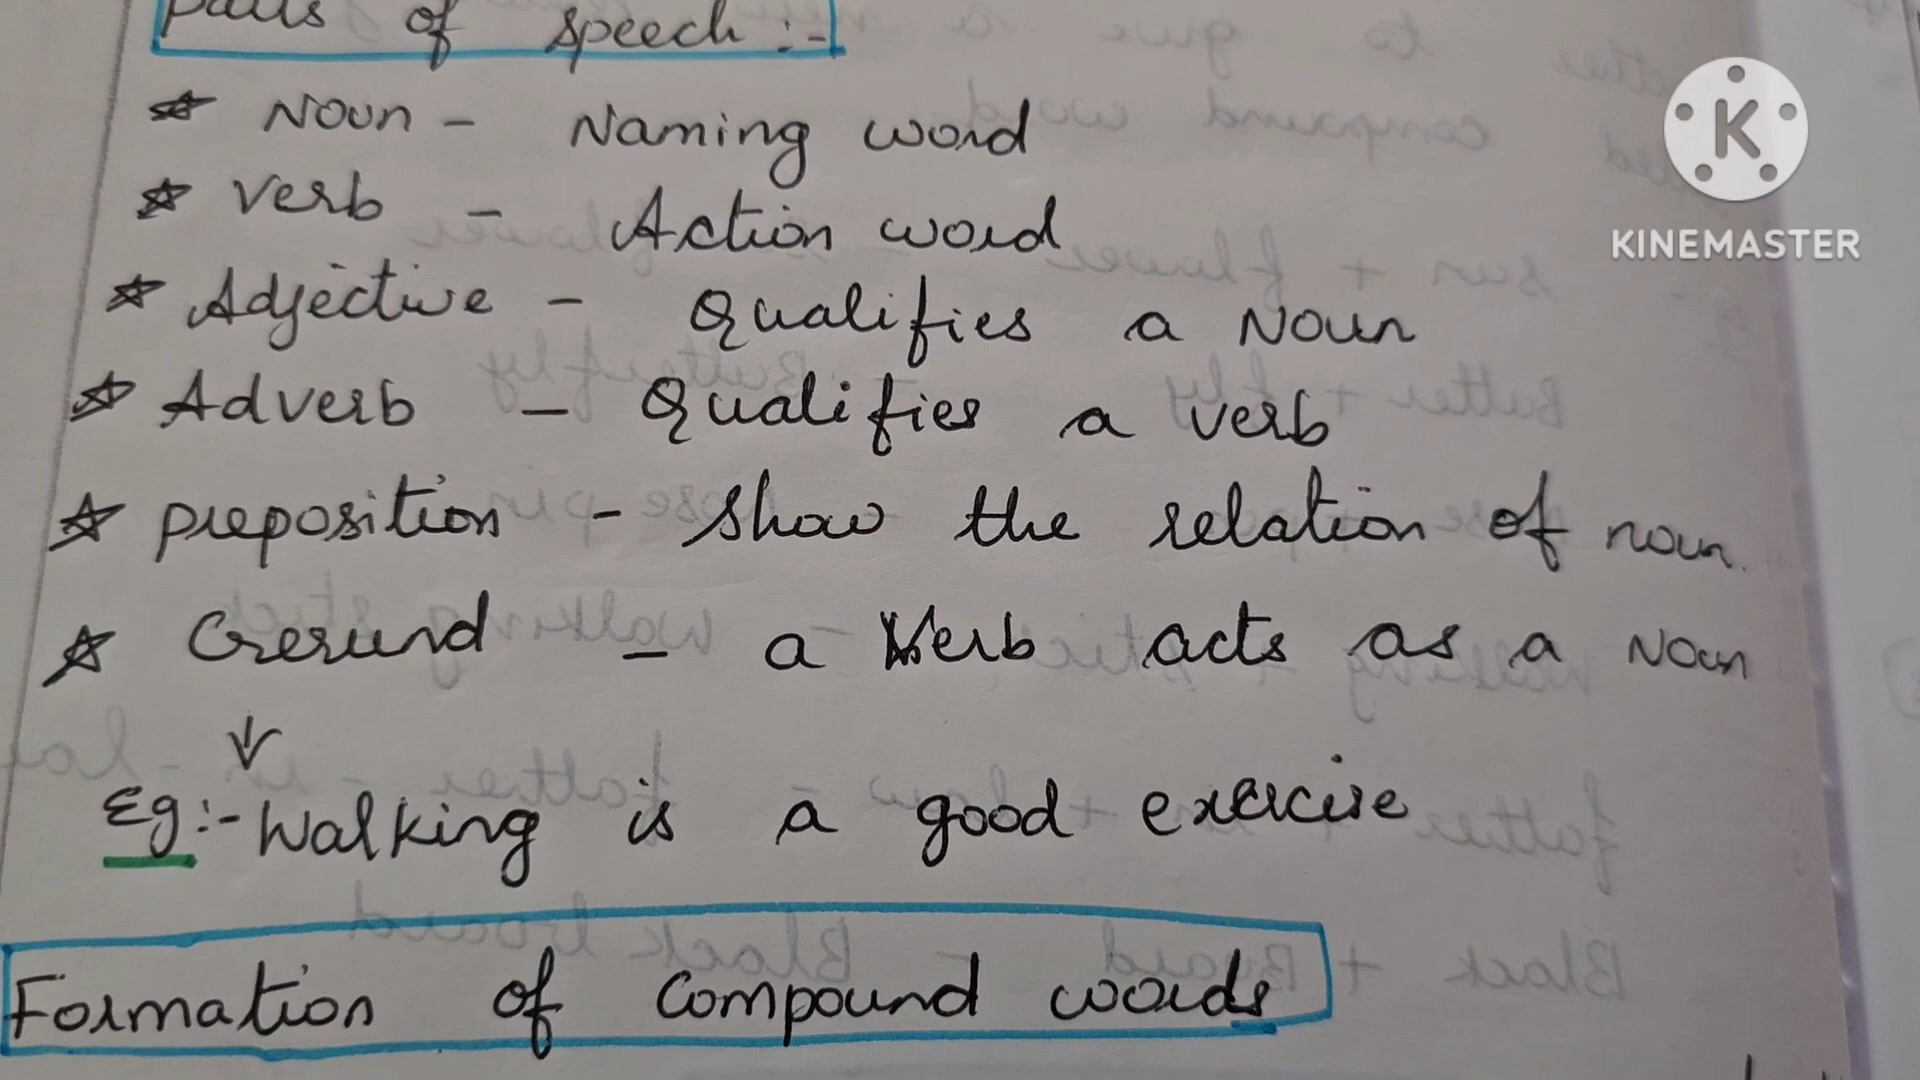 parts of speech :-
☆ Noun - Naming word
☆ Verb - Action word
☆ Adjective - Qualifies a Noun
☆ Adverb - Qualifies a verb
☆ preposition - show the relation of noun.
☆ Gerund - a Verb acts as a Noun
↓
Eg:- Walking is a good exercise
Formation of compound words
K
KINEMASTER